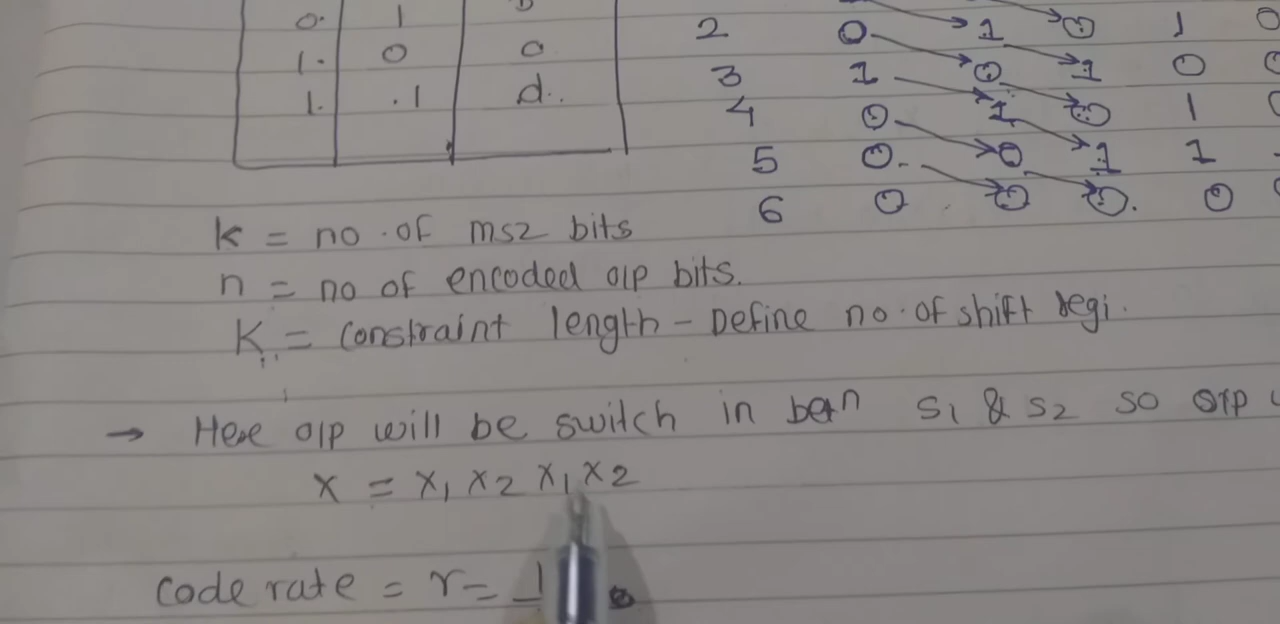 0. 1
1. 0 a
1. .1 d..
2 0 1 0 1 0
3 1 0 1 0
4 0 1 0 1
5 0. 0 1 1
6 0 0 0. 0
k = no. of msz bits
n = no of encoded o/p bits.
K = constraint length - Define no. of shift regi.
→ Here o/p will be switch in betn S1 & S2 so o/p
x = x1 x2 x1 x2
code rate = r = 1